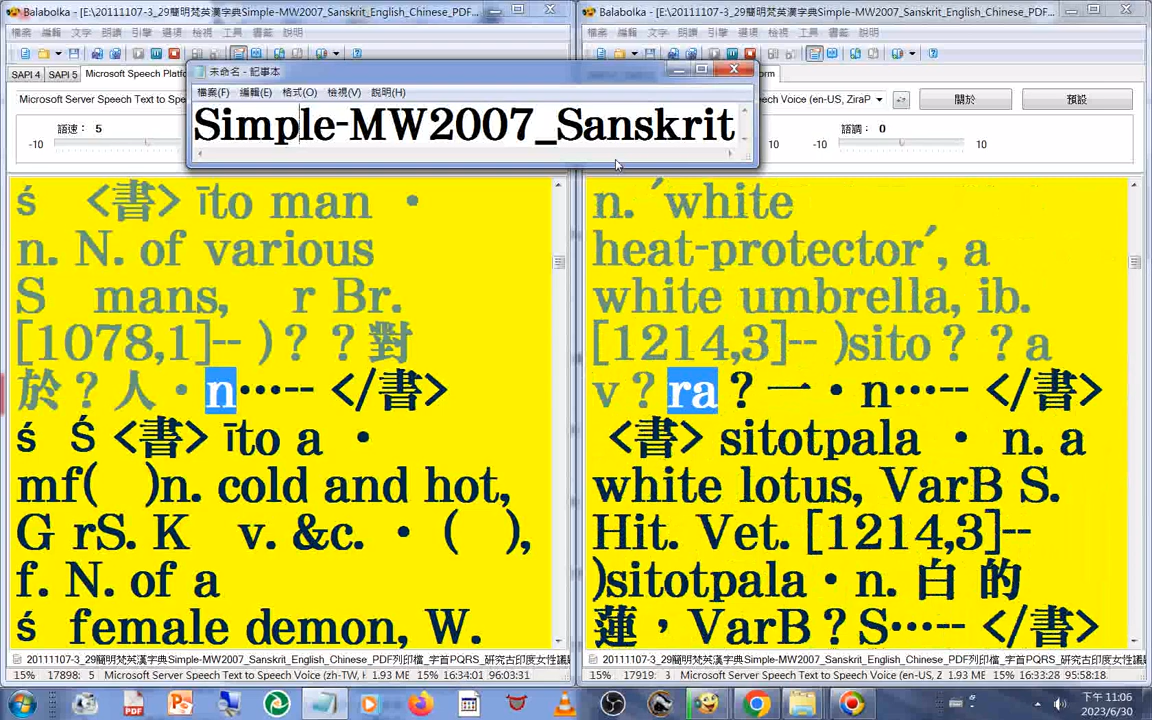 Balabolka - [E:\20111107-3_29簡明梵英漢字典Simple-MW2007_Sanskrit_English_Chinese_PDF...
檔案 編輯 文字 朗讀 引擎 選項 檢視 工具 書籤 說明
SAPI 4 SAPI 5 Microsoft Speech Platfo
Microsoft Server Speech Text to Speech
語速： 5
-10
Balabolka - [E:\20111107-3_29簡明梵英漢字典Simple-MW2007_Sanskrit_English_Chinese_PDF...
檔案 編輯 文字 朗讀 引擎 選項 檢視 工具 書籤 說明
ech Voice (en-US, ZiraP
關於
預設
語調： 0
10 -10 10
未命名 - 記事本
檔案(F) 編輯(E) 格式(O) 檢視(V) 說明(H)
Simple-MW2007_Sanskrit
ś <書> īto man •
n. N. of various
S mans, r Br.
[1078,1]-- )？？對
於？人•n…-- </書>
ś Ś <書> īto a •
mf( )n. cold and hot,
G rS. K v. &c. • ( ),
f. N. of a
ś female demon, W.
n. ´white
heat-protector´, a
white umbrella, ib.
[1214,3]-- )sito？？a
v？ra？一•n…-- </書>
<書> sitotpala • n. a
white lotus, VarB S.
Hit. Vet. [1214,3]--
)sitotpala•n. 白 的
蓮，VarB？S…-- </書>
20111107-3_29簡明梵英漢字典Simple-MW2007_Sanskrit_English_Chinese_PDF列印檔_字首PQRS_研究古印度女性議
15% 17898: 5 Microsoft Server Speech Text to Speech Voice (zh-TW, 1.93 MB 15% 16:34:01 96:03:31
20111107-3_29簡明梵英漢字典Simple-MW2007_Sanskrit_English_Chinese_PDF列印檔_字首PQRS_研究古印度女性議
15% 17919: 3 Microsoft Server Speech Text to Speech Voice (en-US, Z 1.93 MB 15% 16:33:28 95:58:18
下午 11:06
2023/6/30